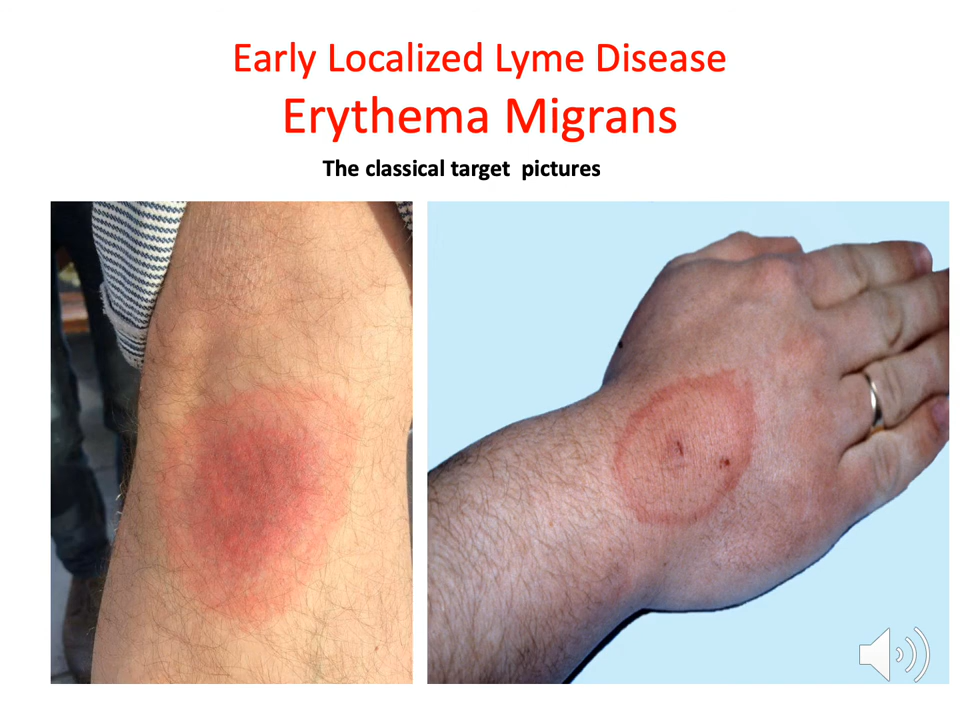 Early Localized Lyme Disease
Erythema Migrans
The classical target pictures